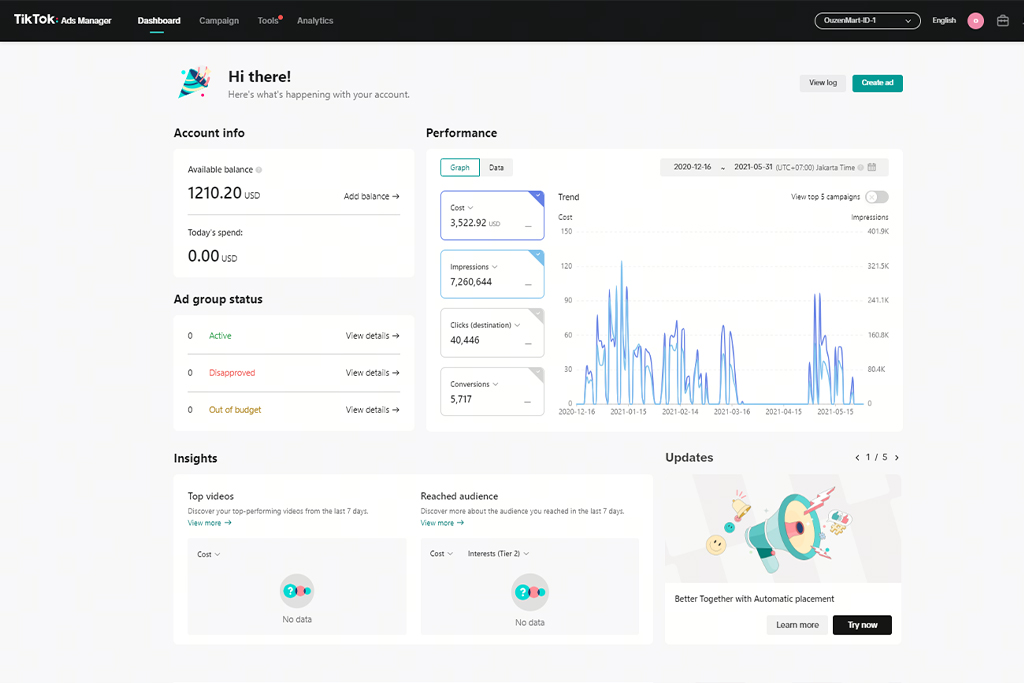 TikTok: Ads Manager
Dashboard
Campaign
Tools
Analytics
OuzenMart-ID-1
English
Hi there!
Here's what's happening with your account.
View log
Create ad
Account info
Available balance
1210.20 USD
Add balance →
Today's spend:
0.00 USD
Ad group status
0 Active View details →
0 Disapproved View details →
0 Out of budget View details →
Performance
Graph
Data
2020-12-16 ~ 2021-05-31 (UTC+07:00) Jakarta Time
Cost
3,522.92 USD
Impressions
7,260,644
Clicks (destination)
40,446
Conversions
5,717
Trend
View top 5 campaigns
Cost Impressions
150 401.9K
120 321.5K
90 241.1K
60 160.8K
30 80.4K
0 0
2020-12-16 2021-01-15 2021-02-14 2021-03-16 2021-04-15 2021-05-15
Insights
Top videos
Discover your top-performing videos from the last 7 days.
View more →
Cost
No data
Reached audience
Discover more about the audience you reached in the last 7 days.
View more →
Cost Interests (Tier 2)
No data
Updates
< 1 / 5 >
Better Together with Automatic placement
Learn more
Try now